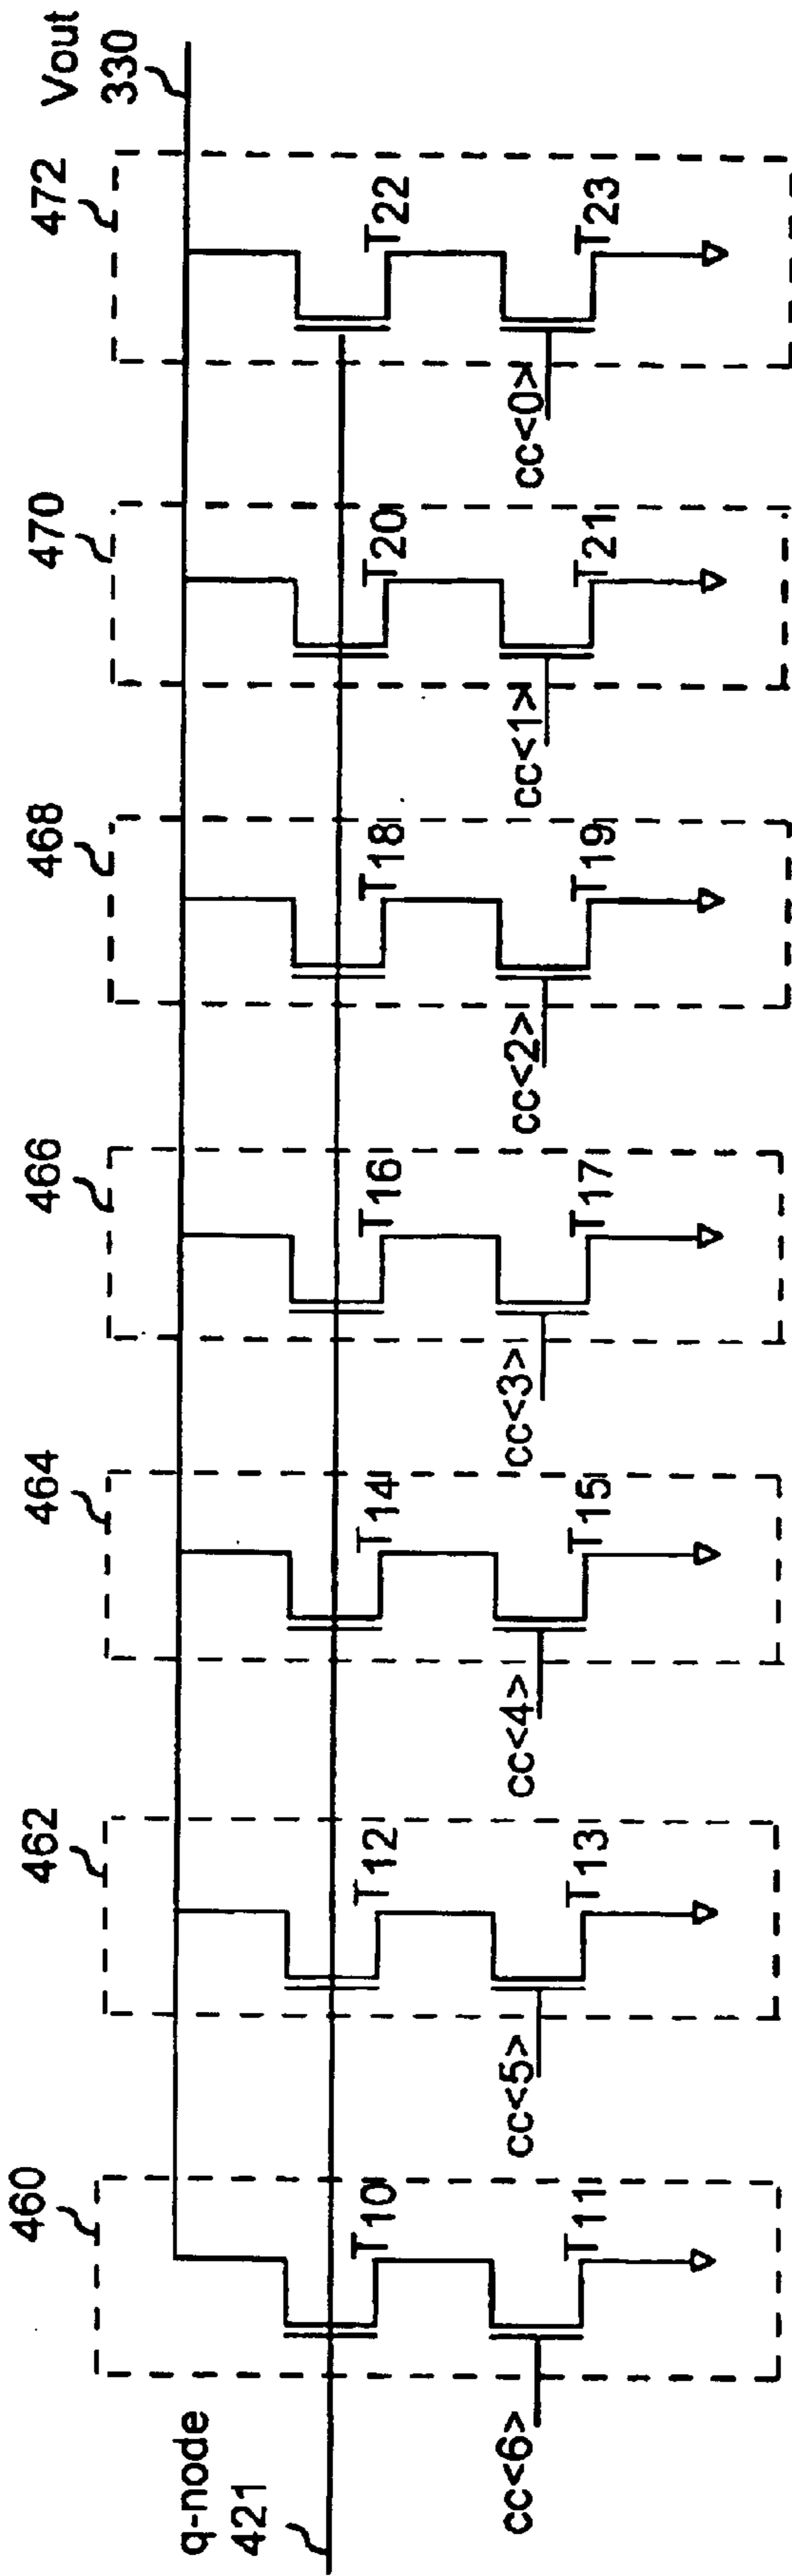 460
462
464
466
468
470
472
Vout
330
q-node
421
T10
T12
T14
T16
T18
T20
T22
cc<6>
T11
cc<5>
T13
cc<4>
T15
cc<3>
T17
cc<2>
T19
cc<1>
T21
cc<0>
T23